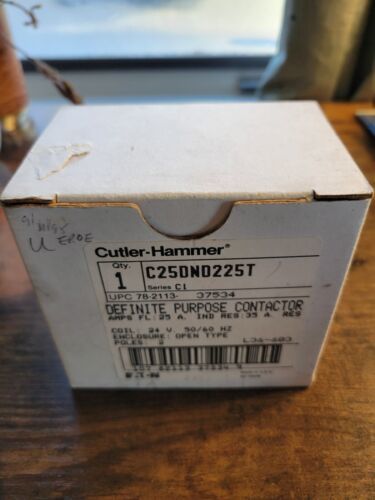 U EROE
Cutler-Hammer®
Qty.
1
C25DND225T
Series C1
UPC 78-2113- 37534
DEFINITE PURPOSE CONTACTOR
AMPS FL: 25 A. IND RES: 35 A. RES
COIL: 24 V. 50/60 HZ
ENCLOSURE: OPEN TYPE
POLES: 2